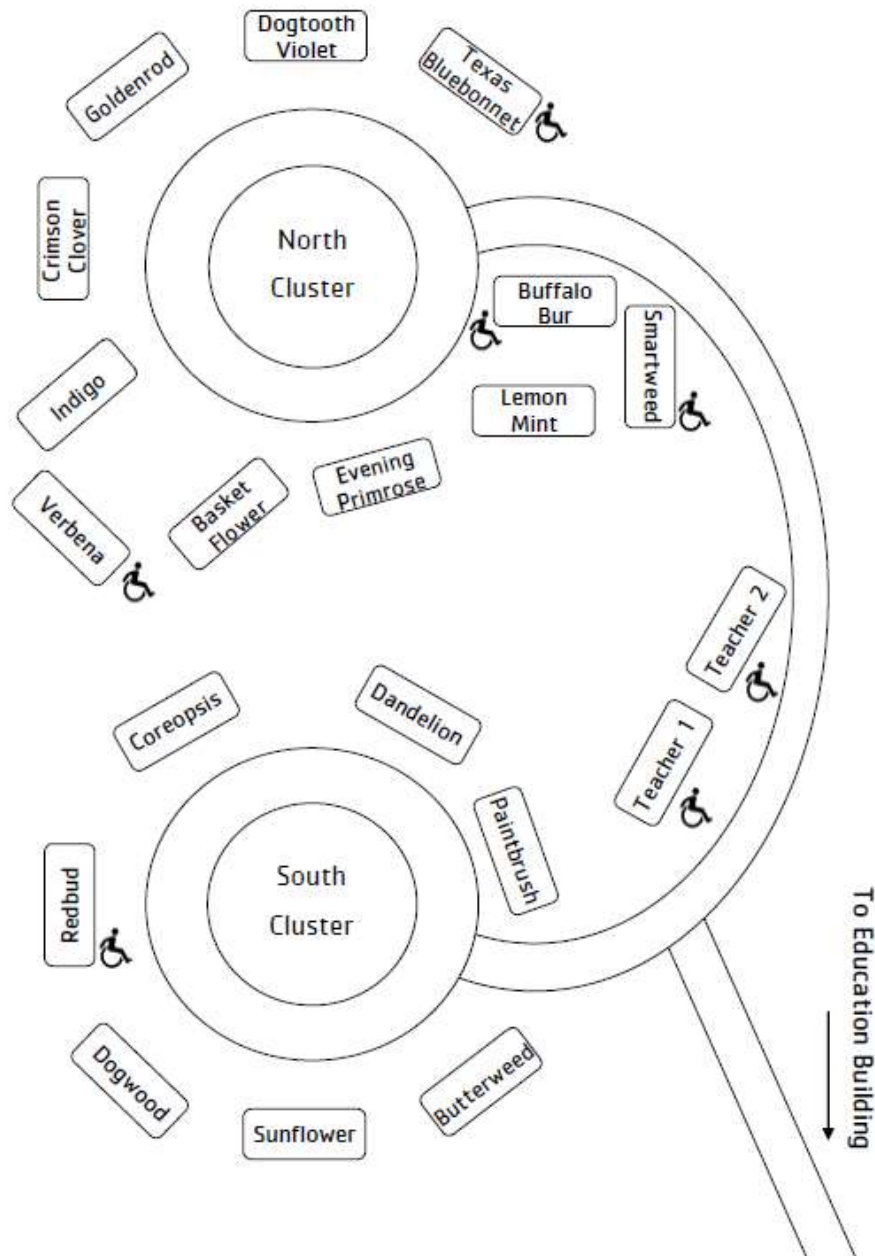 Dogtooth
Violet
Texas
Bluebonnet
Goldenrod
Crimson
Clover
North
Cluster
Buffalo
Bur
Smartweed
Indigo
Lemon
Mint
Evening
Primrose
Basket
Flower
Verbena
Teacher 2
Coreopsis
Dandelion
Teacher 1
Paintbrush
Redbud
South
Cluster
To Education Building
Dogwood
Butterweed
Sunflower